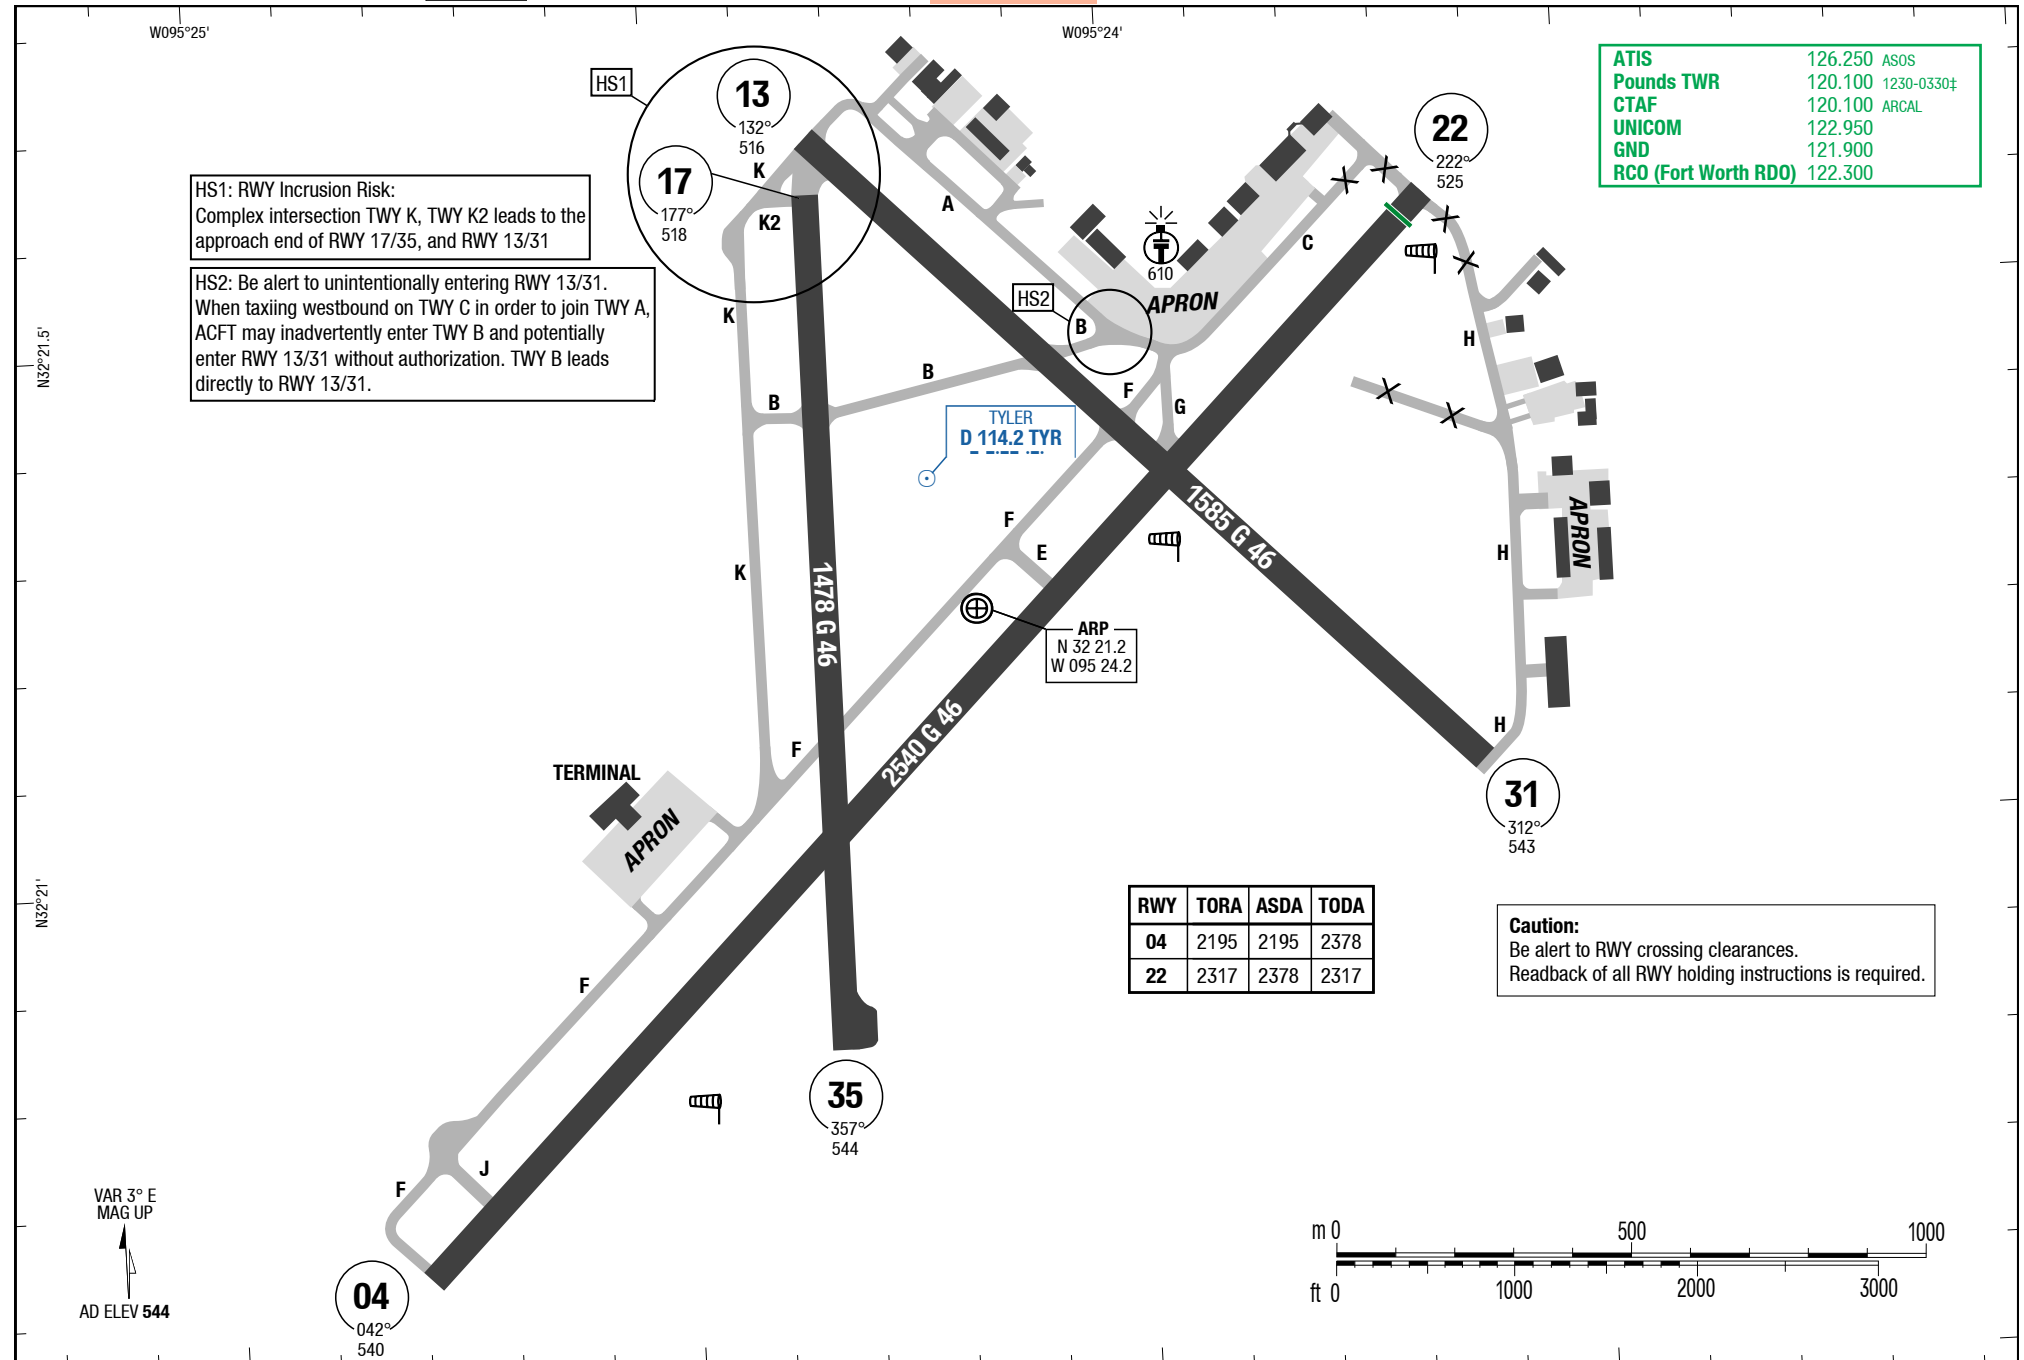 W095°25'
W095°24'
HS1
13
132°
516
17
177°
518
K
K2
A
22
222°
525
ATIS 126.250 ASOS
Pounds TWR 120.100 1230-0330‡
CTAF 120.100 ARCAL
UNICOM 122.950
GND 121.900
RCO (Fort Worth RDO) 122.300
HS1: RWY Incrusion Risk:
Complex intersection TWY K, TWY K2 leads to the
approach end of RWY 17/35, and RWY 13/31
HS2: Be alert to unintentionally entering RWY 13/31.
When taxiing westbound on TWY C in order to join TWY A,
ACFT may inadvertently enter TWY B and potentially
enter RWY 13/31 without authorization. TWY B leads
directly to RWY 13/31.
C
610
HS2
APRON
K
B
H
N32°21.5'
B
B
F
G
TYLER
D 114.2 TYR
1585 G 46
APRON
F
E
H
K
1478 G 46
ARP
N 32 21.2
W 095 24.2
2540 G 46
F
H
TERMINAL
APRON
31
312°
543
N32°21'
RWY TORA ASDA TODA
04 2195 2195 2378
22 2317 2378 2317
Caution:
Be alert to RWY crossing clearances.
Readback of all RWY holding instructions is required.
F
35
357°
544
J
F
VAR 3° E
MAG UP
AD ELEV 544
04
042°
540
m 0 500 1000
ft 0 1000 2000 3000